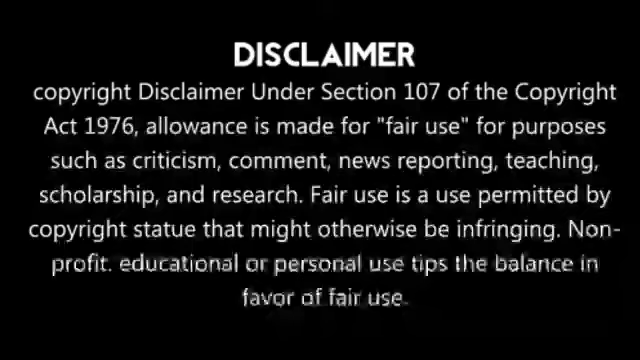 DISCLAIMER
copyright Disclaimer Under Section 107 of the Copyright
Act 1976, allowance is made for "fair use" for purposes
such as criticism, comment, news reporting, teaching,
scholarship, and research. Fair use is a use permitted by
copyright statue that might otherwise be infringing. Non-
profit. educational or personal use tips the balance in
favor of fair use.